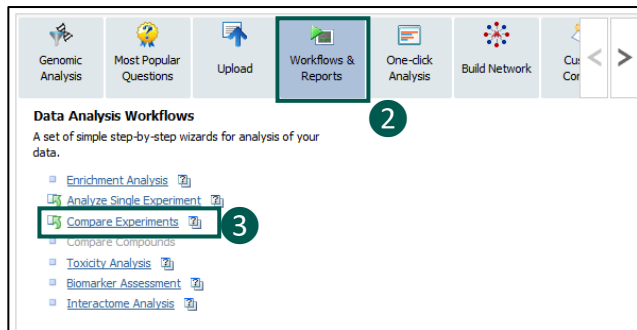 Genomic
Analysis
Most Popular
Questions
Upload
Workflows &
Reports
One-click
Analysis
Build Network
< >
2
Data Analysis Workflows
A set of simple step-by-step wizards for analysis of your
data.
Enrichment Analysis
Analyze Single Experiment
Compare Experiments
3
Compare Compounds
Toxicity Analysis
Biomarker Assessment
Interactome Analysis